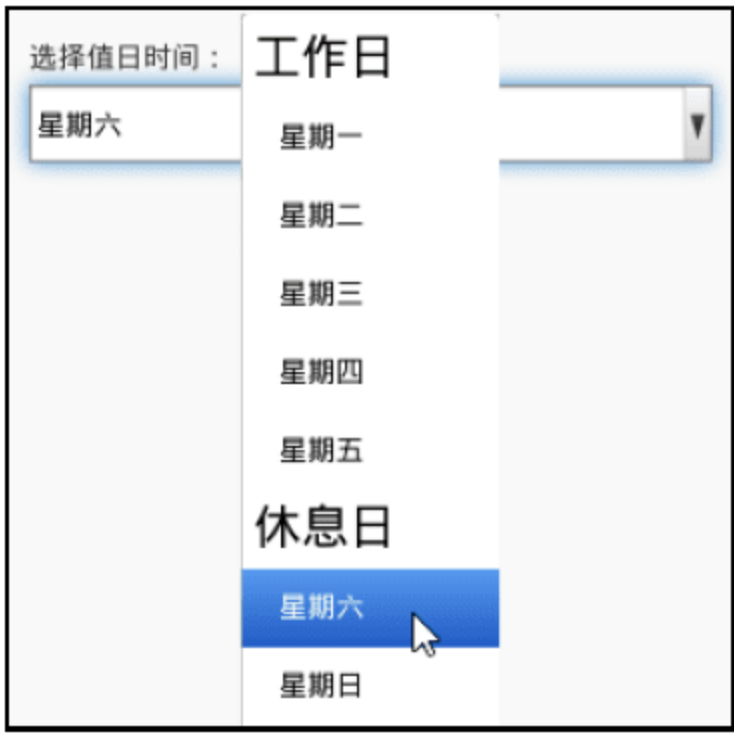 选择值日时间：
星期六
工作日
星期一
星期二
星期三
星期四
星期五
休息日
星期六
星期日